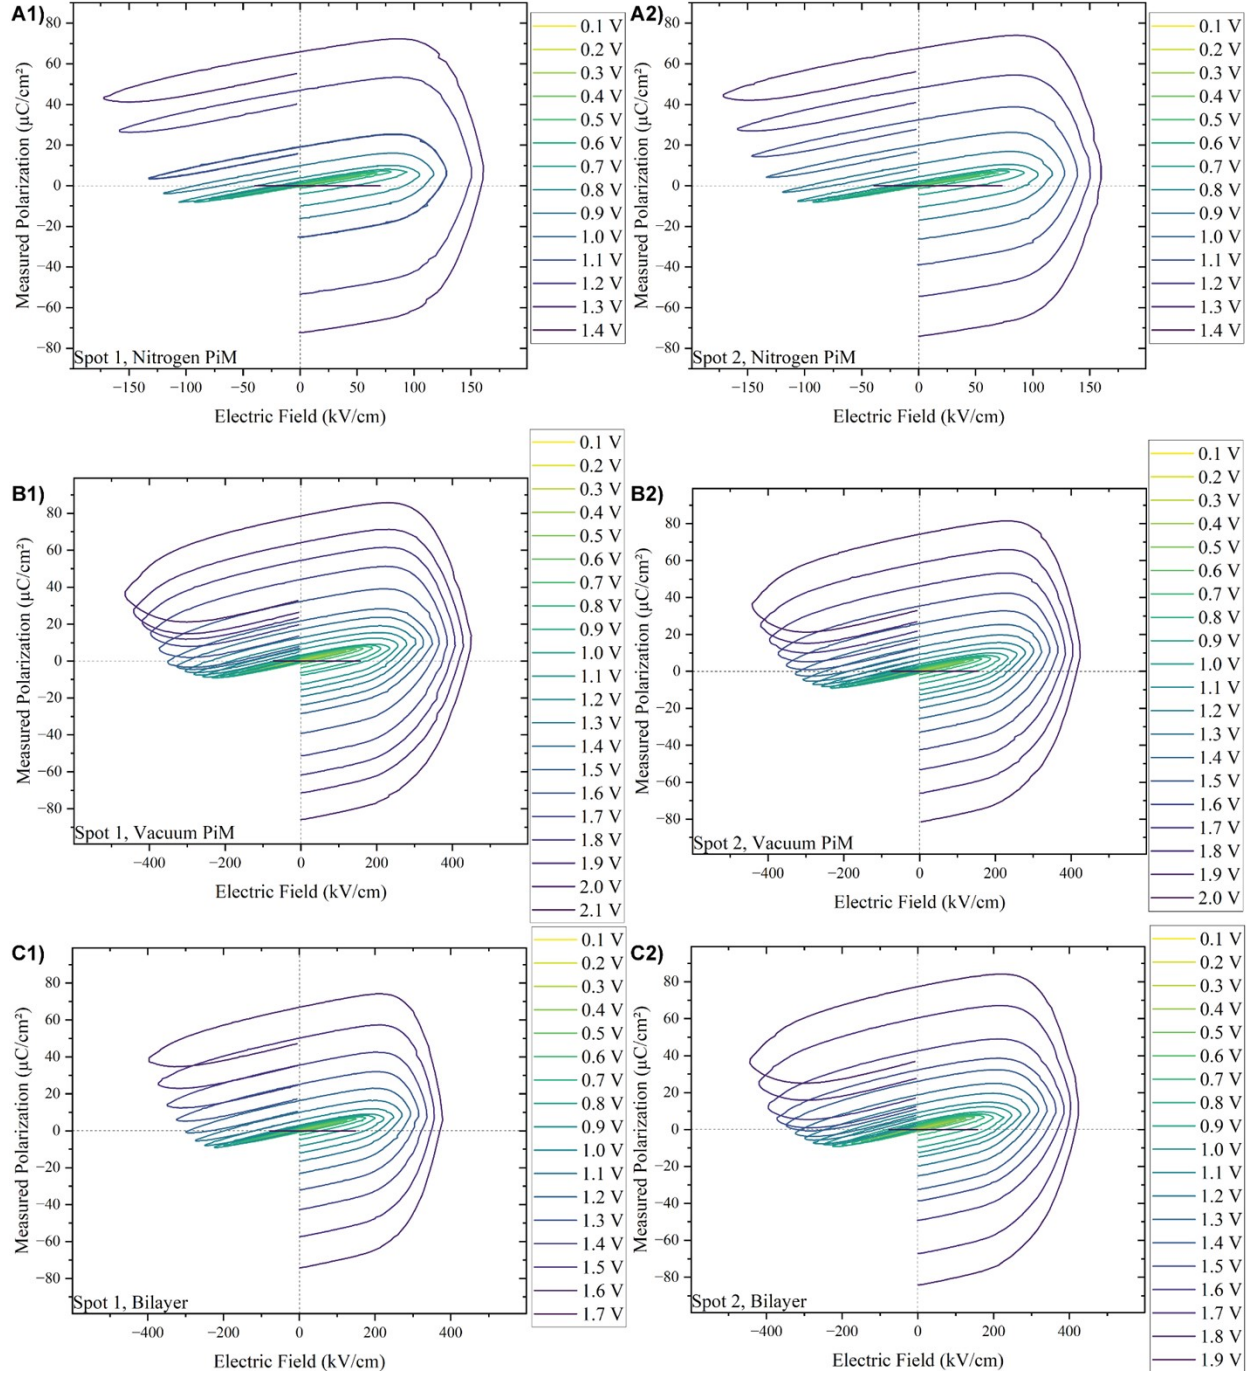 A1)
Measured Polarization (µC/cm²)
80
60
40
20
0
−20
−40
−60
−80
Spot 1, Nitrogen PiM
−150 −100 −50 0 50 100 150
Electric Field (kV/cm)
0.1 V
0.2 V
0.3 V
0.4 V
0.5 V
0.6 V
0.7 V
0.8 V
0.9 V
1.0 V
1.1 V
1.2 V
1.3 V
1.4 V
A2)
Measured Polarization (µC/cm²)
80
60
40
20
0
−20
−40
−60
−80
Spot 2, Nitrogen PiM
−150 −100 −50 0 50 100 150
Electric Field (kV/cm)
0.1 V
0.2 V
0.3 V
0.4 V
0.5 V
0.6 V
0.7 V
0.8 V
0.9 V
1.0 V
1.1 V
1.2 V
1.3 V
1.4 V
B1)
Measured Polarization (µC/cm²)
80
60
40
20
0
−20
−40
−60
−80
Spot 1, Vacuum PiM
−400 −200 0 200 400
Electric Field (kV/cm)
0.1 V
0.2 V
0.3 V
0.4 V
0.5 V
0.6 V
0.7 V
0.8 V
0.9 V
1.0 V
1.1 V
1.2 V
1.3 V
1.4 V
1.5 V
1.6 V
1.7 V
1.8 V
1.9 V
2.0 V
2.1 V
B2)
Measured Polarization (µC/cm²)
80
60
40
20
0
−20
−40
−60
−80
Spot 2, Vacuum PiM
−400 −200 0 200 400
Electric Field (kV/cm)
0.1 V
0.2 V
0.3 V
0.4 V
0.5 V
0.6 V
0.7 V
0.8 V
0.9 V
1.0 V
1.1 V
1.2 V
1.3 V
1.4 V
1.5 V
1.6 V
1.7 V
1.8 V
1.9 V
2.0 V
C1)
Measured Polarization (µC/cm²)
80
60
40
20
0
−20
−40
−60
−80
Spot 1, Bilayer
−400 −200 0 200 400
Electric Field (kV/cm)
0.1 V
0.2 V
0.3 V
0.4 V
0.5 V
0.6 V
0.7 V
0.8 V
0.9 V
1.0 V
1.1 V
1.2 V
1.3 V
1.4 V
1.5 V
1.6 V
1.7 V
C2)
Measured Polarization (µC/cm²)
80
60
40
20
0
−20
−40
−60
−80
Spot 2, Bilayer
−400 −200 0 200 400
Electric Field (kV/cm)
0.1 V
0.2 V
0.3 V
0.4 V
0.5 V
0.6 V
0.7 V
0.8 V
0.9 V
1.0 V
1.1 V
1.2 V
1.3 V
1.4 V
1.5 V
1.6 V
1.7 V
1.8 V
1.9 V